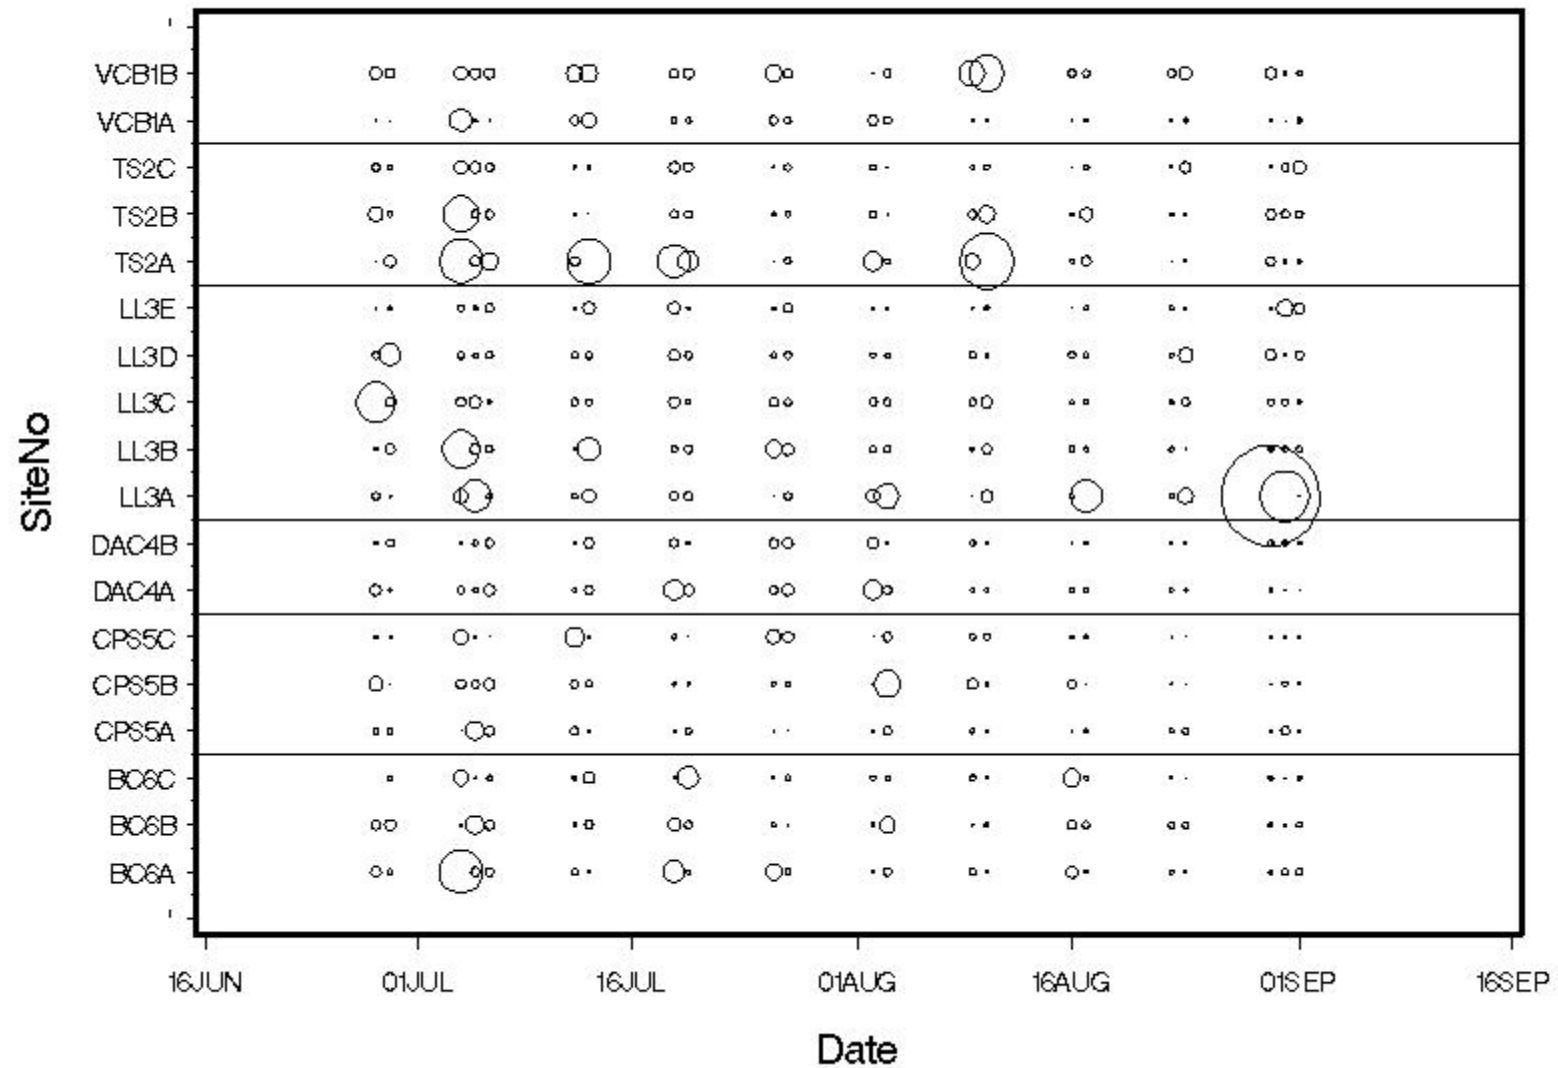 VCB1B
VCB1A
TS2C
TS2B
TS2A
LL3E
LL3D
LL3C
LL3B
LL3A
DAC4B
DAC4A
CPS5C
CPS5B
CPS5A
BC6C
BC6B
BC6A
SiteNo
16JUN 01JUL 16JUL 01AUG 16AUG 01SEP 16SEP
Date